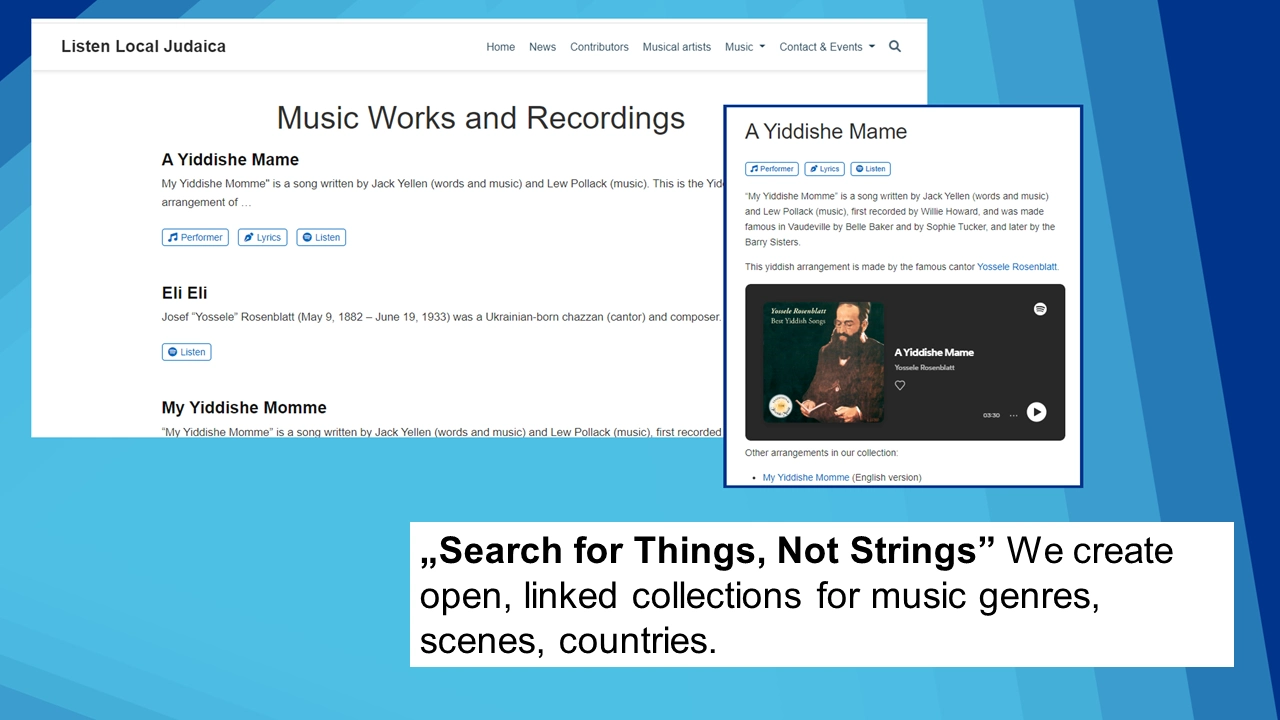 Listen Local Judaica
Home News Contributors Musical artists Music Contact & Events
Music Works and Recordings
A Yiddishe Mame
My Yiddishe Momme" is a song written by Jack Yellen (words and music) and Lew Pollack (music). This is the
arrangement of …
Performer Lyrics Listen
Eli Eli
Josef “Yossele” Rosenblatt (May 9, 1882 – June 19, 1933) was a Ukrainian-born chazzan (cantor) and composer.
Listen
My Yiddishe Momme
“My Yiddishe Momme” is a song written by Jack Yellen (words and music) and Lew Pollack (music), first recorded
A Yiddishe Mame
Performer Lyrics Listen
“My Yiddishe Momme” is a song written by Jack Yellen (words and music)
and Lew Pollack (music), first recorded by Willie Howard, and was made
famous in Vaudeville by Belle Baker and by Sophie Tucker, and later by the
Barry Sisters.
This yiddish arrangement is made by the famous cantor Yossele Rosenblatt.
Yossele Rosenblatt
Best Yiddish Songs
A Yiddishe Mame
Yossele Rosenblatt
03:30
Other arrangements in our collection:
• My Yiddishe Momme (English version)
„Search for Things, Not Strings” We create
open, linked collections for music genres,
scenes, countries.